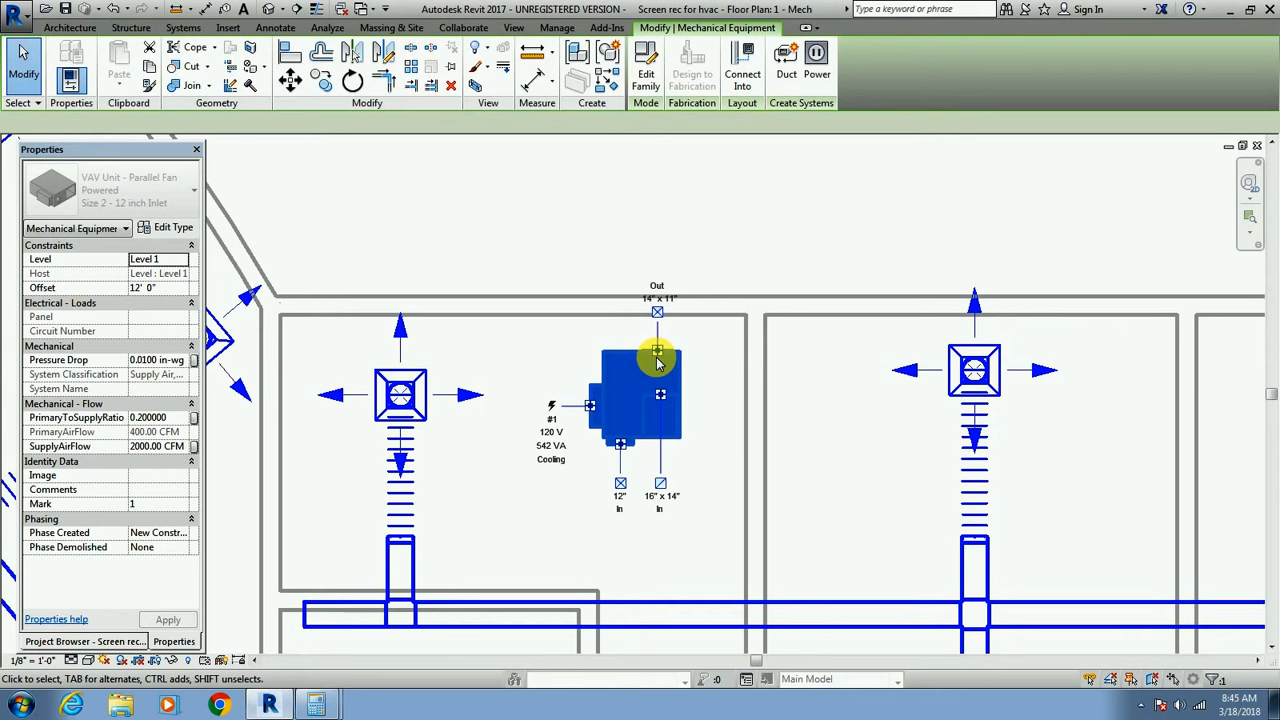 Autodesk Revit 2017 - UNREGISTERED VERSION - Screen rec for hvac - Floor Plan: 1 - Mech
Type a keyword or phrase
Sign In
Architecture Structure Systems Insert Annotate Analyze Massing & Site Collaborate View Manage Add-Ins Modify | Mechanical Equipment
Modify
Properties
Paste
Cope
Cut
Join
Edit Family
Design to Fabrication
Connect Into
Duct
Power
Select Properties Clipboard Geometry Modify View Measure Create Mode Fabrication Layout Create Systems
Properties
VAV Unit - Parallel Fan
Powered
Size 2 - 12 inch Inlet
Mechanical Equipmer
Edit Type
Constraints
Level Level 1
Host Level : Level 1
Offset 12' 0"
Electrical - Loads
Panel
Circuit Number
Mechanical
Pressure Drop 0.0100 in-wg
System Classification Supply Air,...
System Name
Mechanical - Flow
PrimaryToSupplyRatio 0.200000
PrimaryAirFlow 400.00 CFM
SupplyAirFlow 2000.00 CFM
Identity Data
Image
Comments
Mark 1
Phasing
Phase Created New Constr...
Phase Demolished None
Properties help
Apply
Project Browser - Screen rec...
Properties
Out
14" x 11"
#1
120 V
542 VA
Cooling
12"
In
16" x 14"
In
1/8" = 1'-0"
Click to select, TAB for alternates, CTRL adds, SHIFT unselects.
:0
Main Model
:1
8:45 AM
3/18/2018